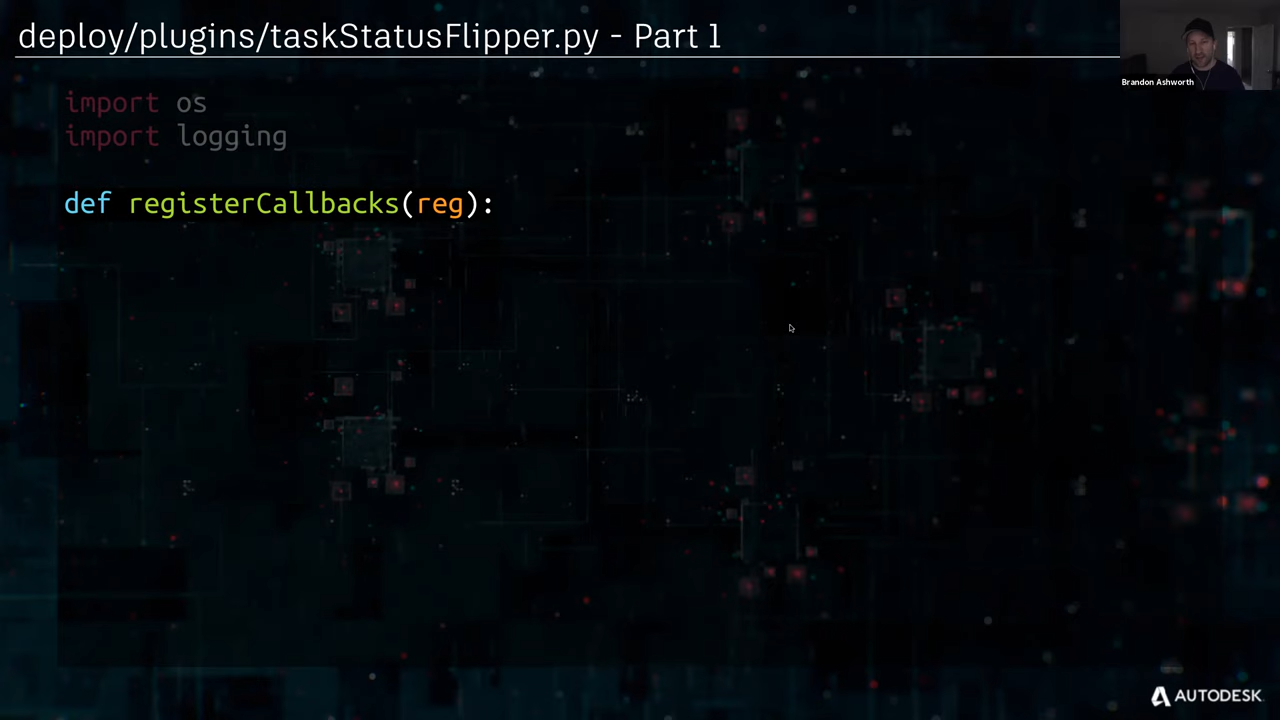 deploy/plugins/taskStatusFlipper.py - Part 1
Brandon Ashworth
import os
import logging
def registerCallbacks(reg):
AUTODESK